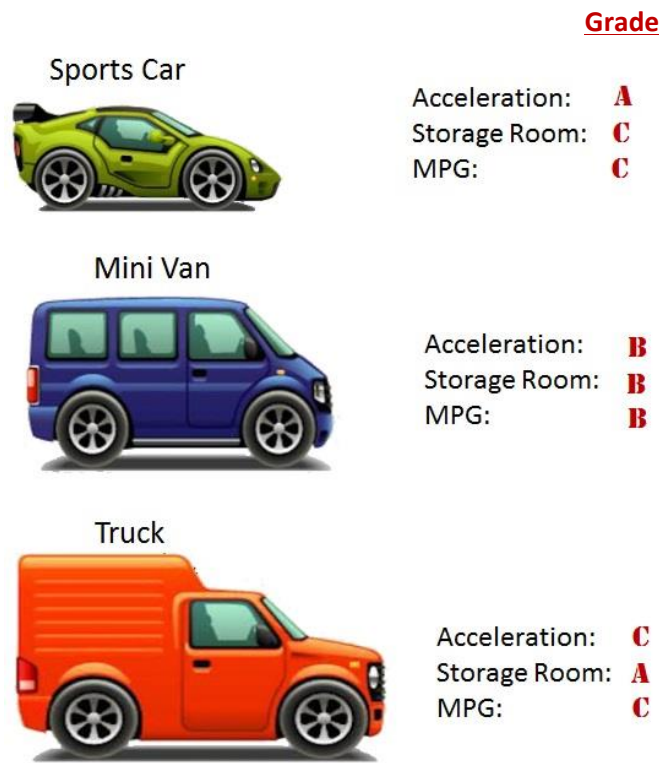 Grade
Sports Car
Acceleration: A
Storage Room: C
MPG: C
Mini Van
Acceleration: B
Storage Room: B
MPG: B
Truck
Acceleration: C
Storage Room: A
MPG: C